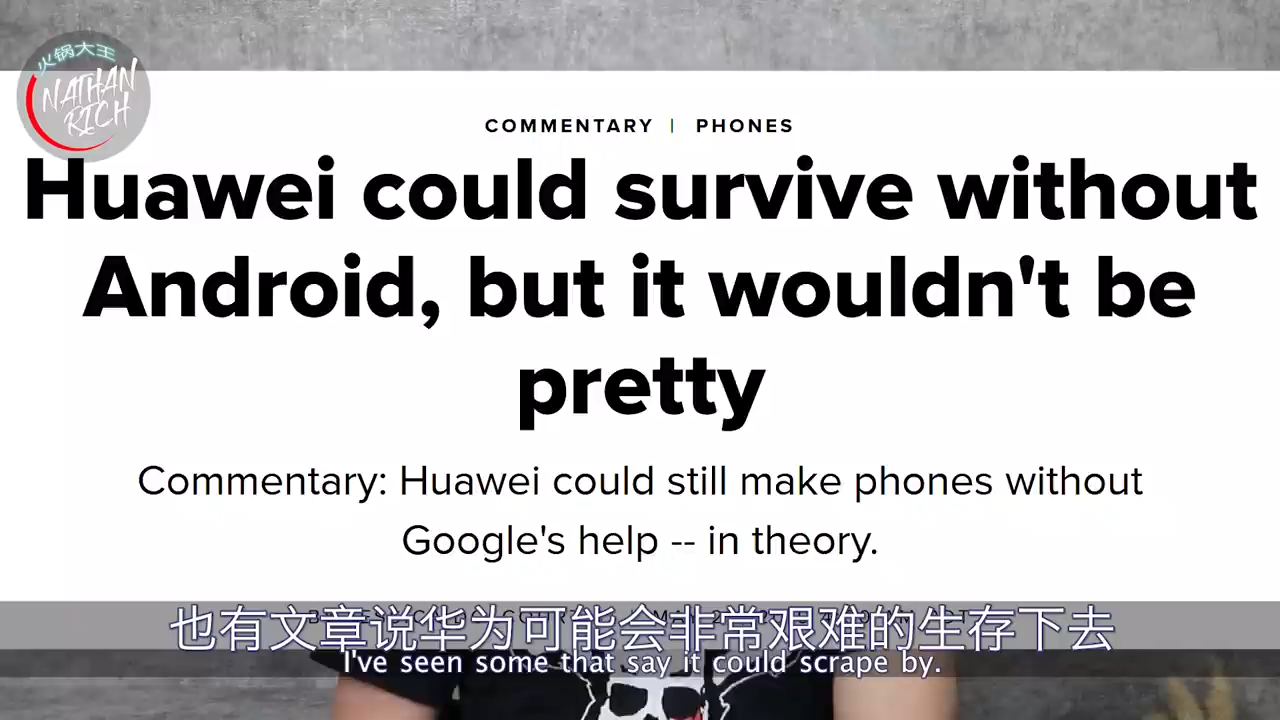 火锅大王
NATHAN
RICH
COMMENTARY | PHONES
Huawei could survive without
Android, but it wouldn't be
pretty
Commentary: Huawei could still make phones without
Google's help -- in theory.
也有文章说华为可能会非常艰难的生存下去
I've seen some that say it could scrape by.